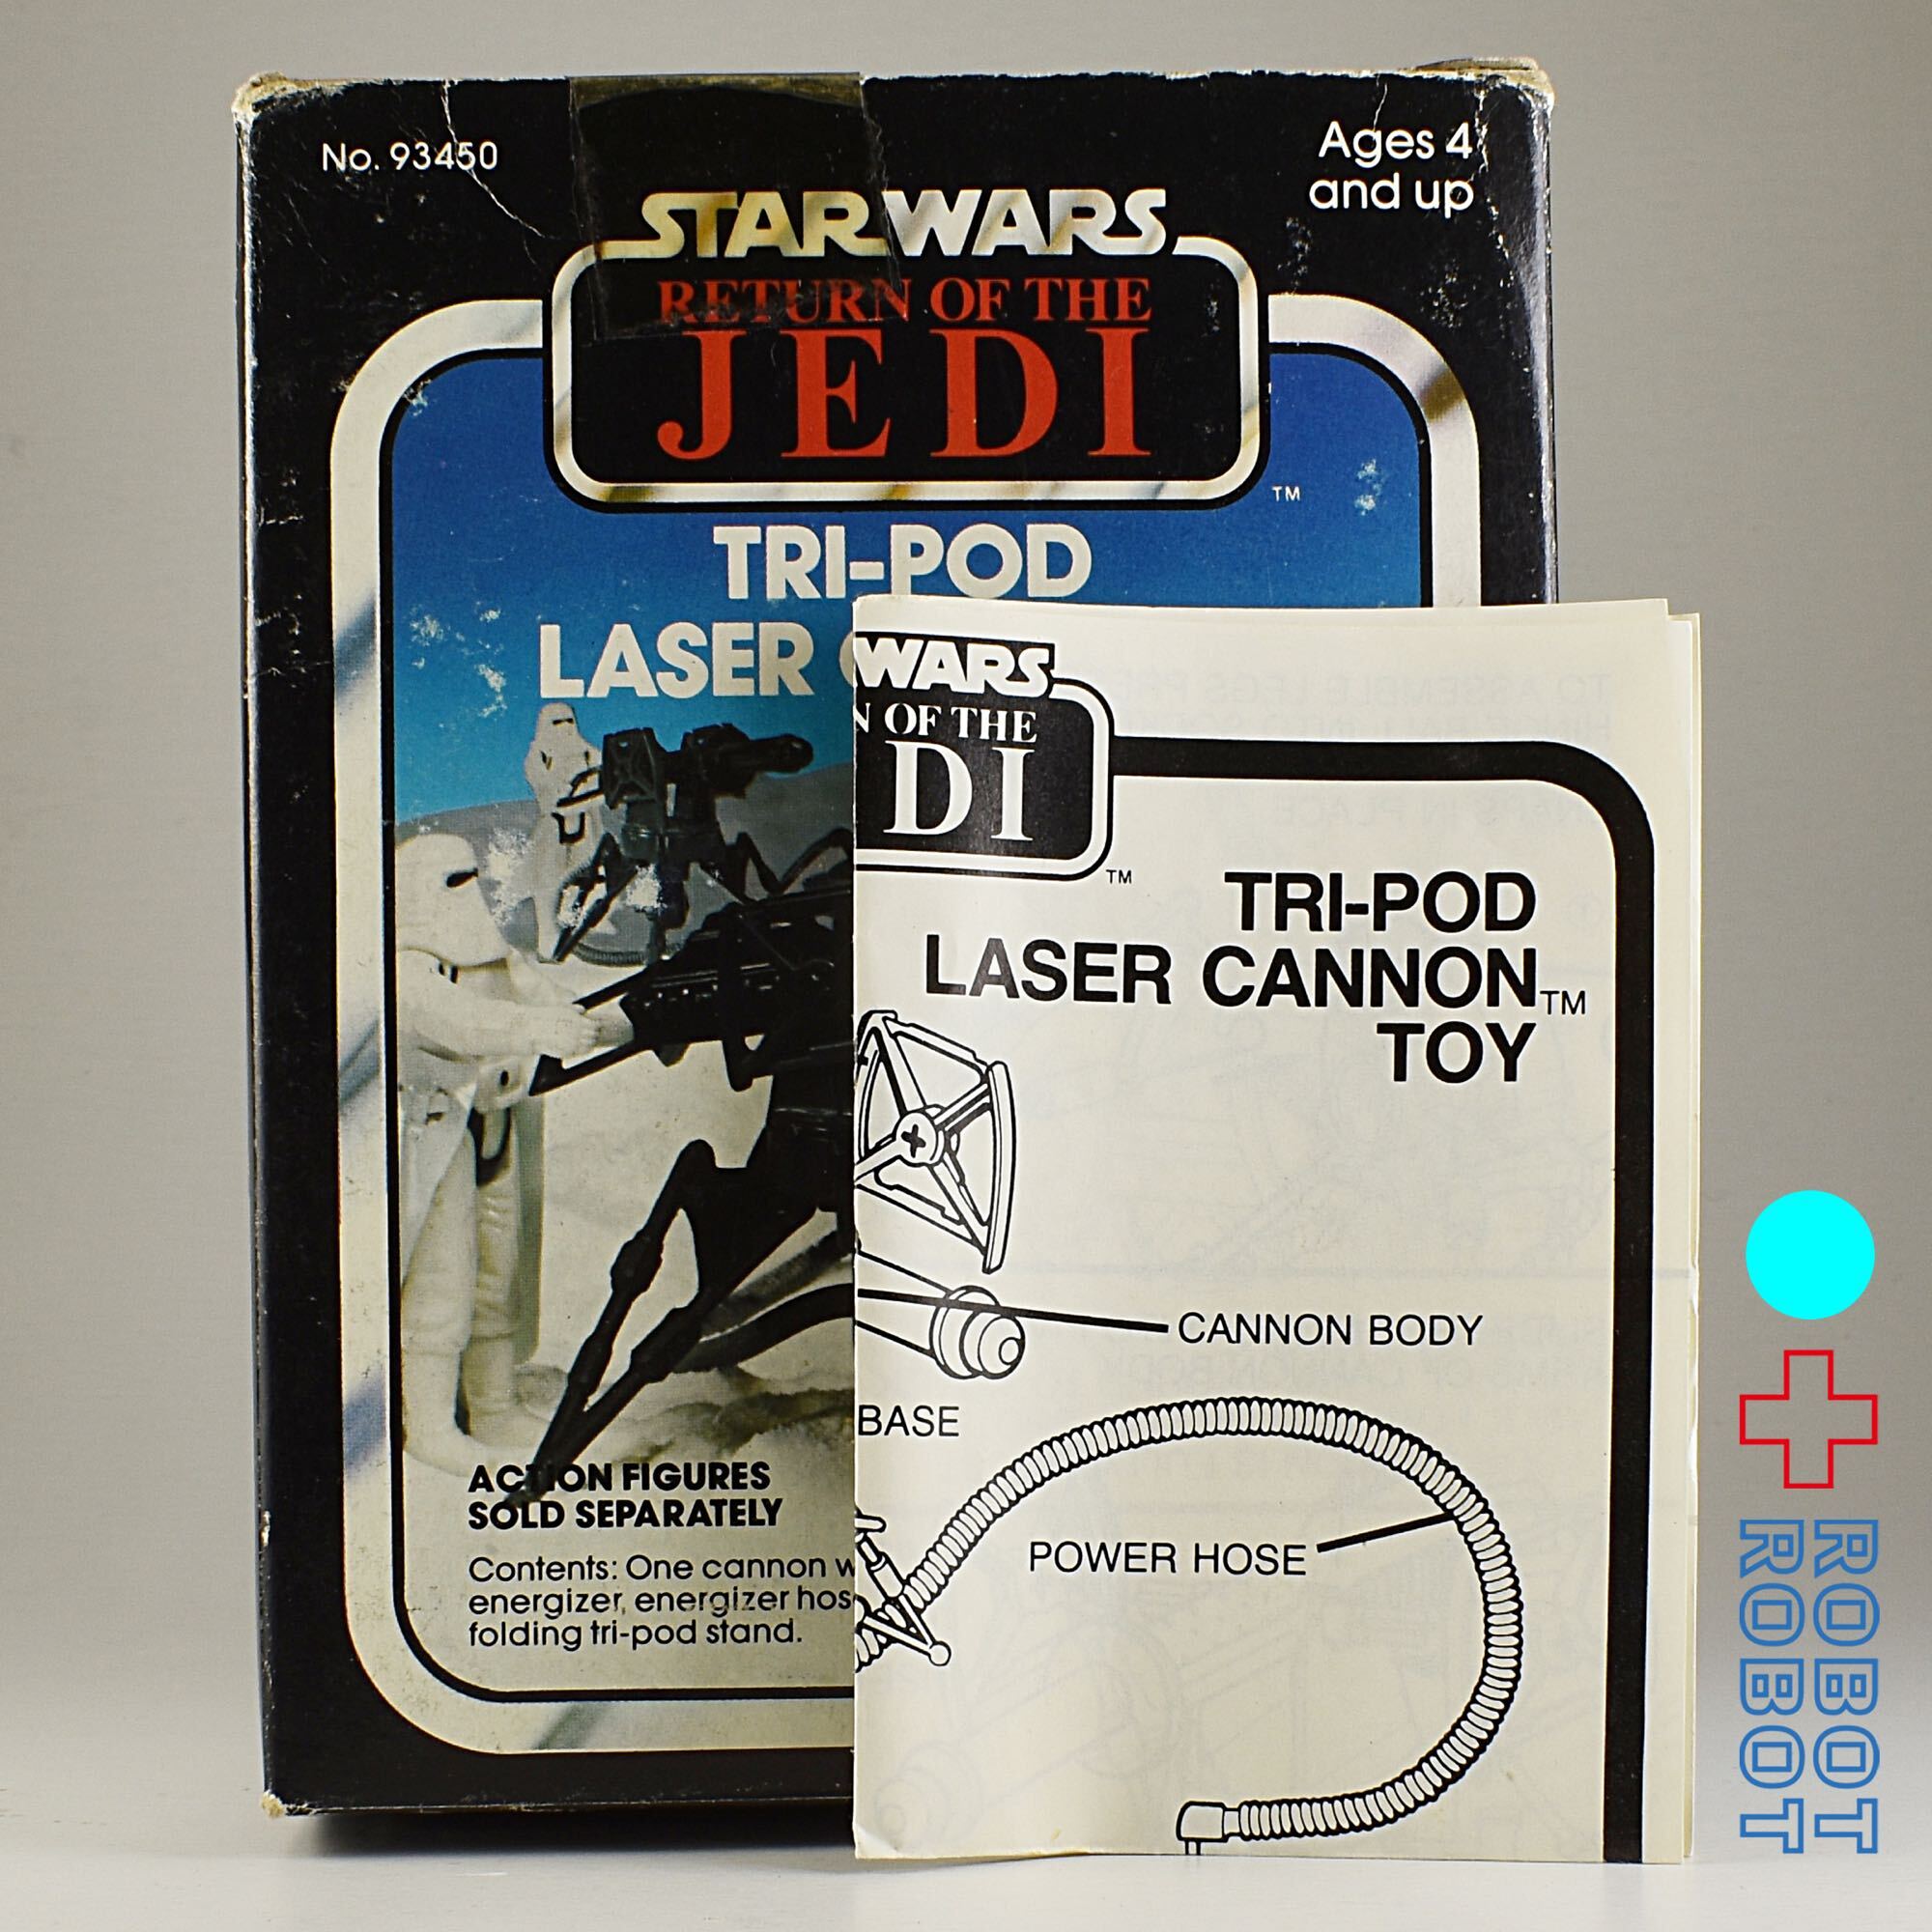 No. 93450
Ages 4
and up
STAR WARS
RETURN OF THE
JEDI
TM
TRI-POD
LASER
ACTION FIGURES
SOLD SEPARATELY
Contents: One cannon w
energizer, energizer hos
folding tri-pod stand.
WARS
N OF THE
DI
TM
TRI-POD
LASER CANNON TM
TOY
CANNON BODY
BASE
POWER HOSE
ROBOT
ROBOT